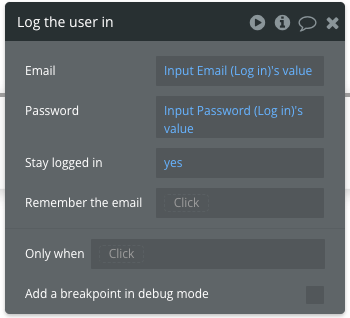 Log the user in
Email Input Email (Log in)'s value
Password Input Password (Log in)'s
value
Stay logged in yes
Remember the email Click
Only when Click
Add a breakpoint in debug mode